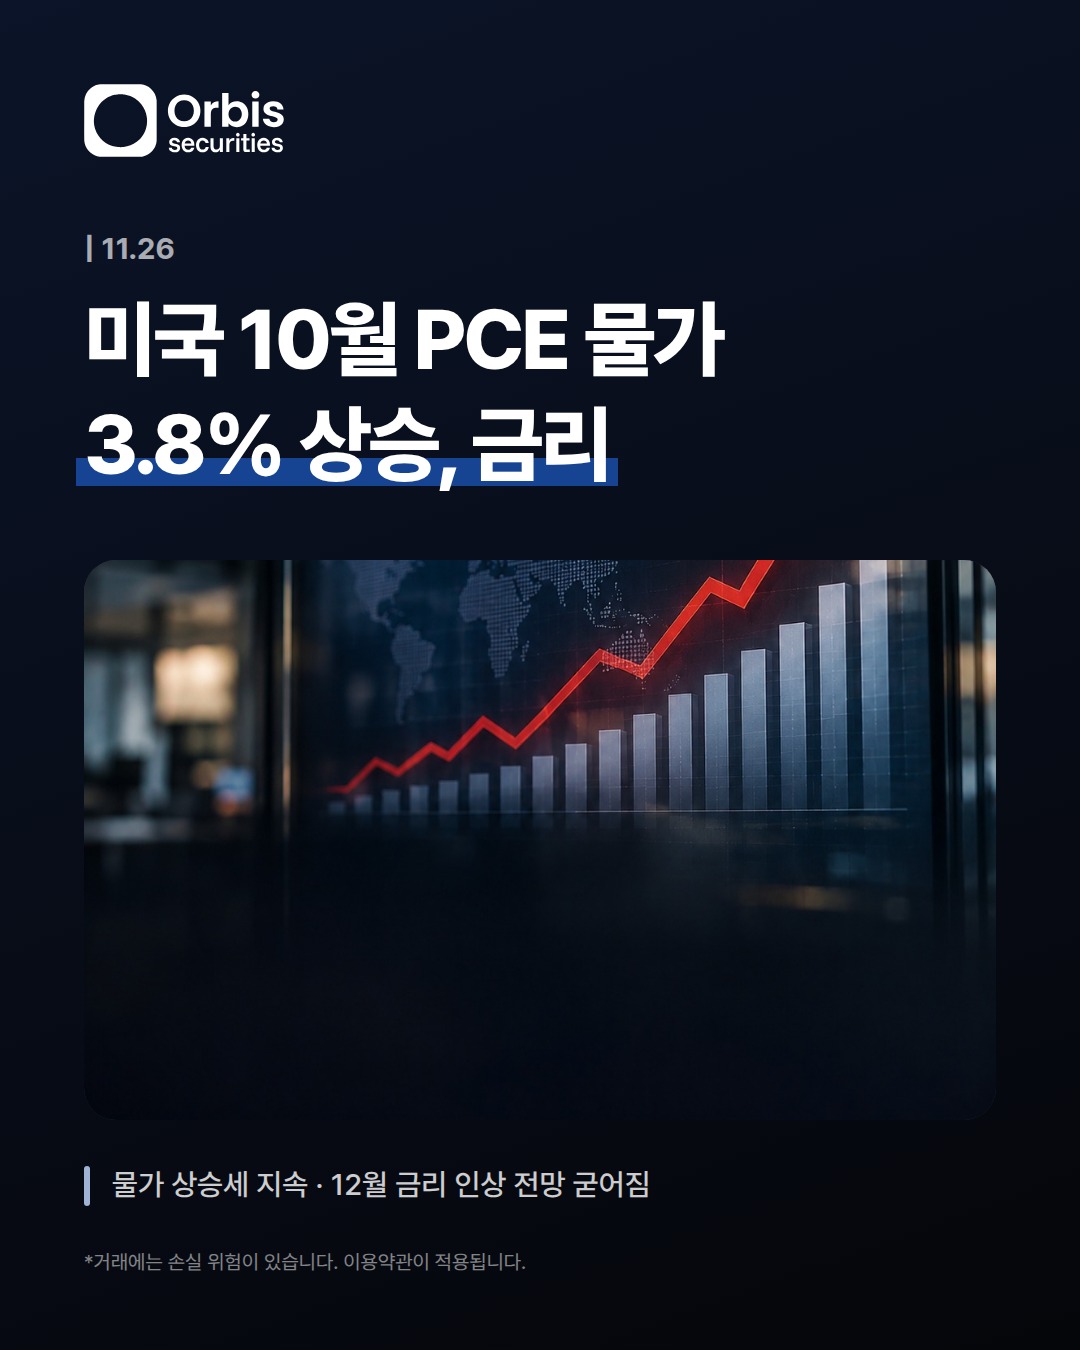 Orbis
securities
| 11.26
미국 10월 PCE 물가
3.8% 상승, 금리
물가 상승세 지속 · 12월 금리 인상 전망 굳어짐
*거래에는 손실 위험이 있습니다. 이용약관이 적용됩니다.